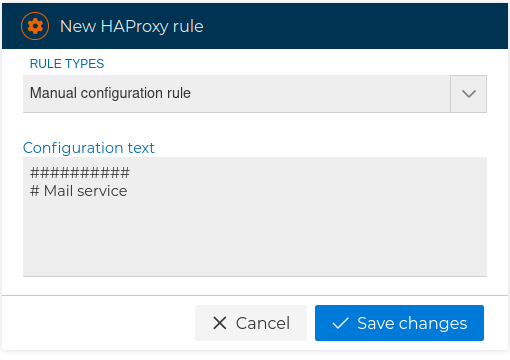 New HAProxy rule
RULE TYPES
Manual configuration rule
Configuration text
##########
# Mail service
Cancel
Save changes